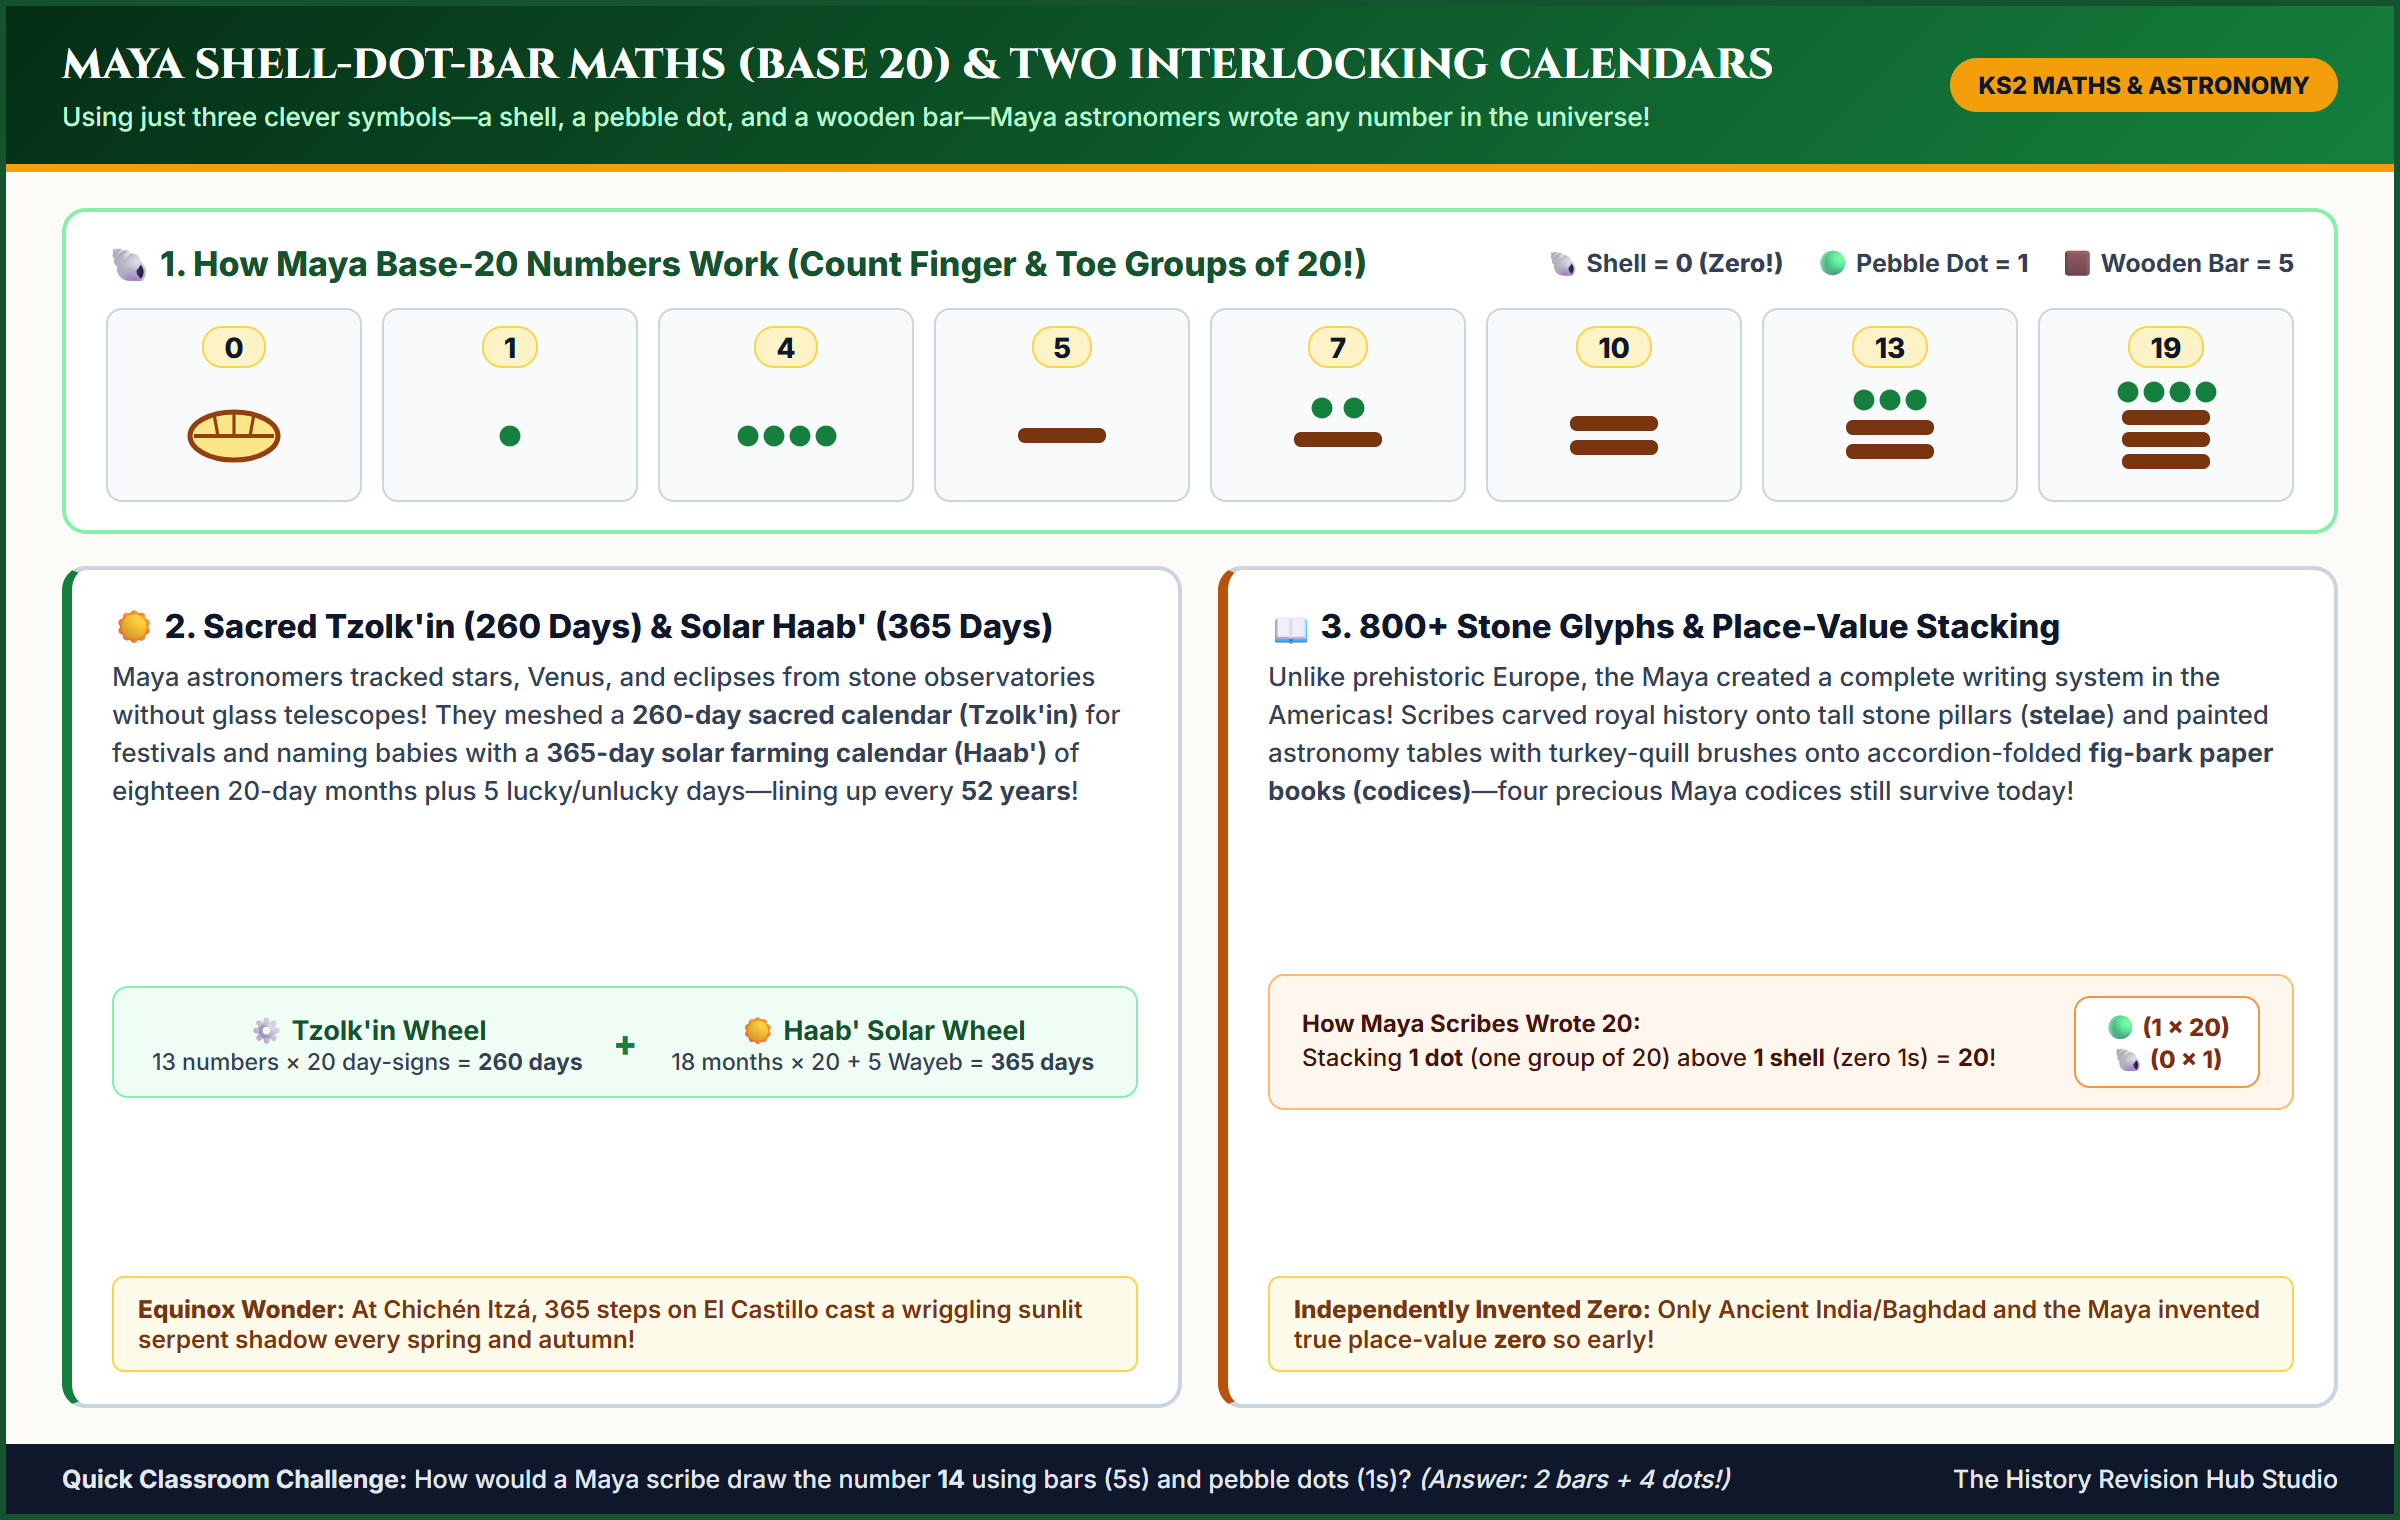 MAYA SHELL-DOT-BAR MATHS (BASE 20) & TWO INTERLOCKING CALENDARS
Using just three clever symbols—a shell, a pebble dot, and a wooden bar—Maya astronomers wrote any number in the universe!
KS2 MATHS & ASTRONOMY
1. How Maya Base-20 Numbers Work (Count Finger & Toe Groups of 20!)
Shell = 0 (Zero!) Pebble Dot = 1 Wooden Bar = 5
0 1 4 5 7 10 13 19
2. Sacred Tzolk'in (260 Days) & Solar Haab' (365 Days)
Maya astronomers tracked stars, Venus, and eclipses from stone observatories
without glass telescopes! They meshed a 260-day sacred calendar (Tzolk'in) for
festivals and naming babies with a 365-day solar farming calendar (Haab') of
eighteen 20-day months plus 5 lucky/unlucky days—lining up every 52 years!
Tzolk'in Wheel
13 numbers × 20 day-signs = 260 days
+
Haab' Solar Wheel
18 months × 20 + 5 Wayeb = 365 days
Equinox Wonder: At Chichén Itzá, 365 steps on El Castillo cast a wriggling sunlit
serpent shadow every spring and autumn!
3. 800+ Stone Glyphs & Place-Value Stacking
Unlike prehistoric Europe, the Maya created a complete writing system in the
Americas! Scribes carved royal history onto tall stone pillars (stelae) and painted
astronomy tables with turkey-quill brushes onto accordion-folded fig-bark paper
books (codices)—four precious Maya codices still survive today!
How Maya Scribes Wrote 20:
Stacking 1 dot (one group of 20) above 1 shell (zero 1s) = 20!
(1 × 20)
(0 × 1)
Independently Invented Zero: Only Ancient India/Baghdad and the Maya invented
true place-value zero so early!
Quick Classroom Challenge: How would a Maya scribe draw the number 14 using bars (5s) and pebble dots (1s)? (Answer: 2 bars + 4 dots!)
The History Revision Hub Studio